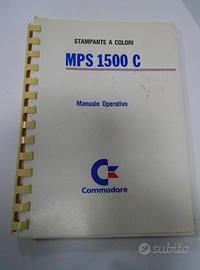 STAMPANTE A COLORI
MPS 1500 C
Manuale Operativo
Commodore
subito